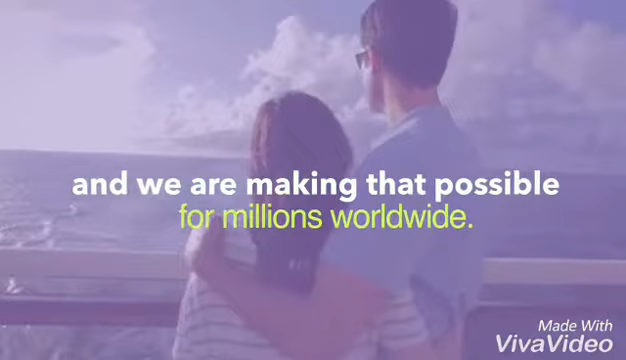 and we are making that possible
for millions worldwide.
Made With
VivaVideo